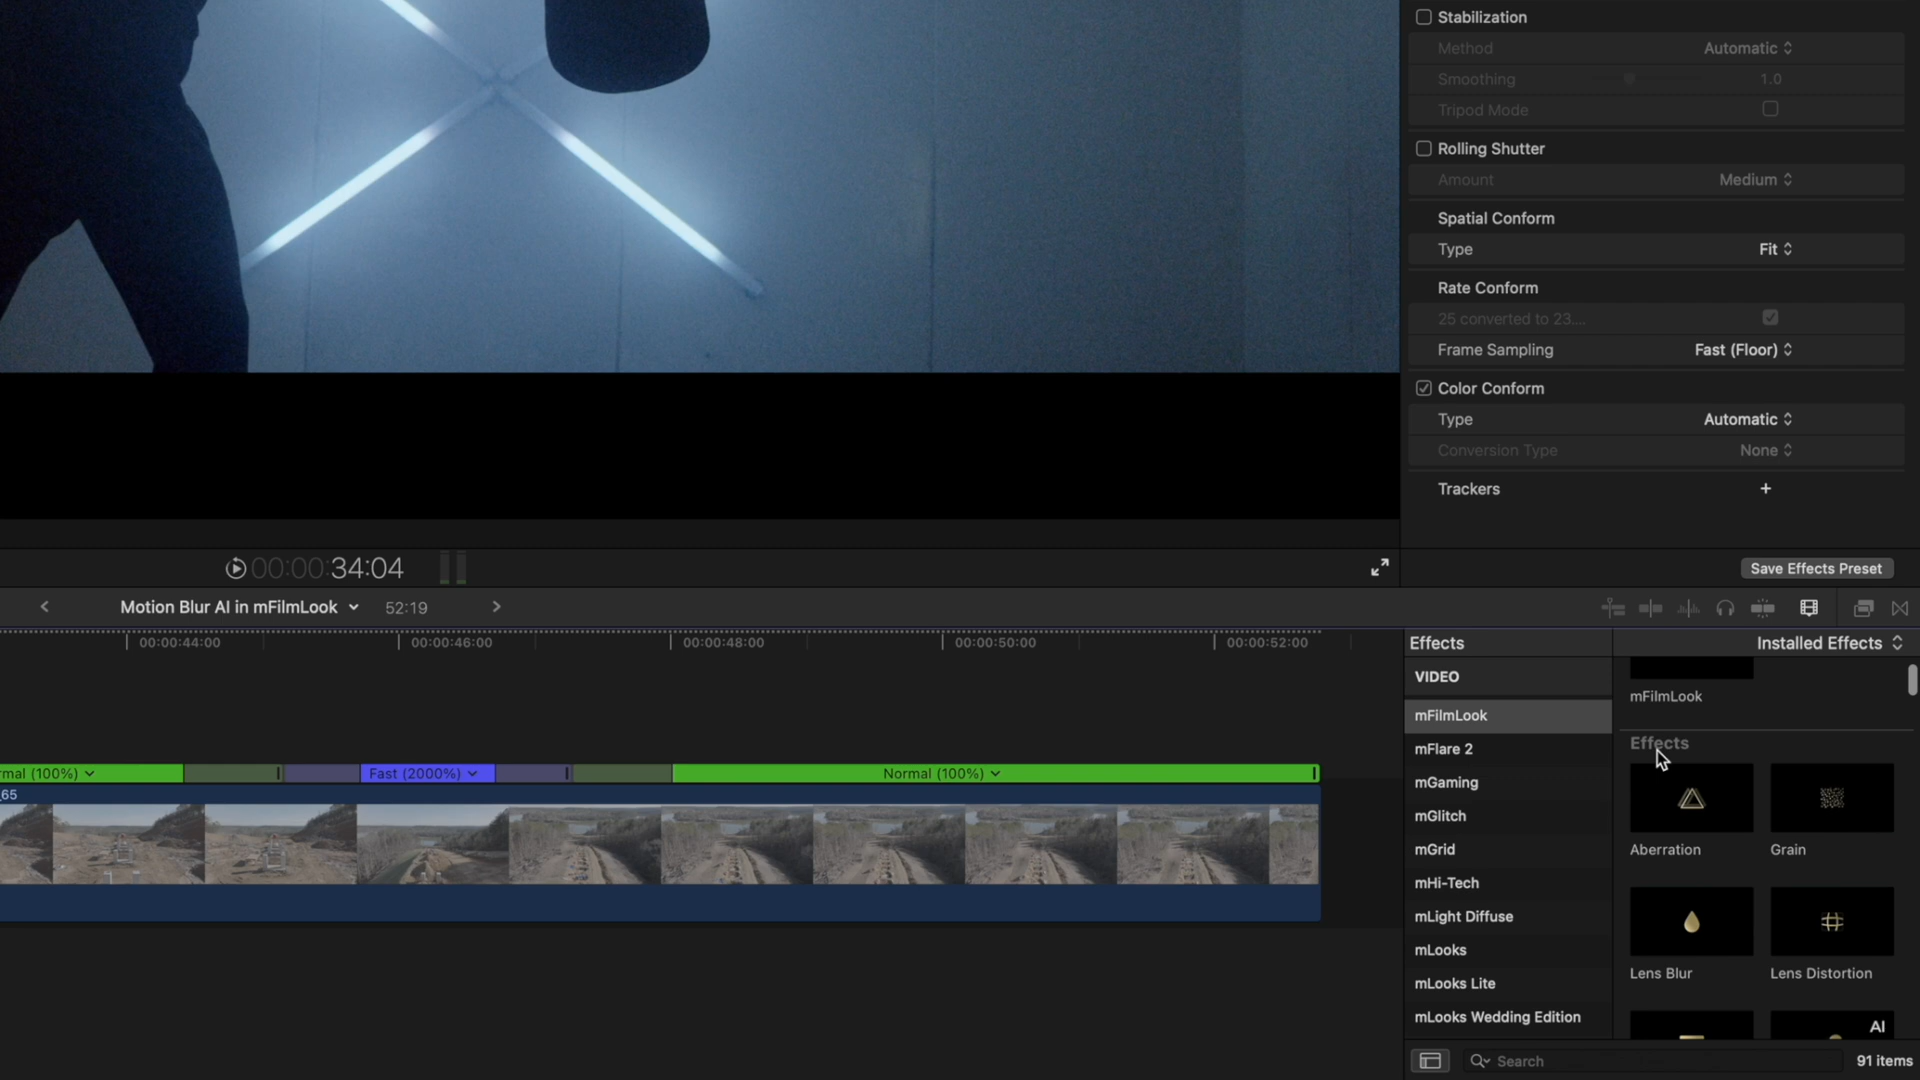 Stabilization
Method Automatic
Smoothing 1.0
Tripod Mode
Rolling Shutter
Amount Medium
Spatial Conform
Type Fit
Rate Conform
25 converted to 23....
Frame Sampling Fast (Floor)
Color Conform
Type Automatic
Conversion Type None
Trackers +
00:00:34:04
Save Effects Preset
Motion Blur AI in mFilmLook 52:19
00:00:44:00 00:00:46:00 00:00:48:00 00:00:50:00 00:00:52:00
Effects
Installed Effects
VIDEO
mFilmLook
mFlare 2
mGaming
mGlitch
mGrid
mHi-Tech
mLight Diffuse
mLooks
mLooks Lite
mLooks Wedding Edition
mFilmLook
Effects
Aberration Grain
Lens Blur Lens Distortion
AI
rmal (100%) Fast (2000%) Normal (100%)
65
Search
91 items